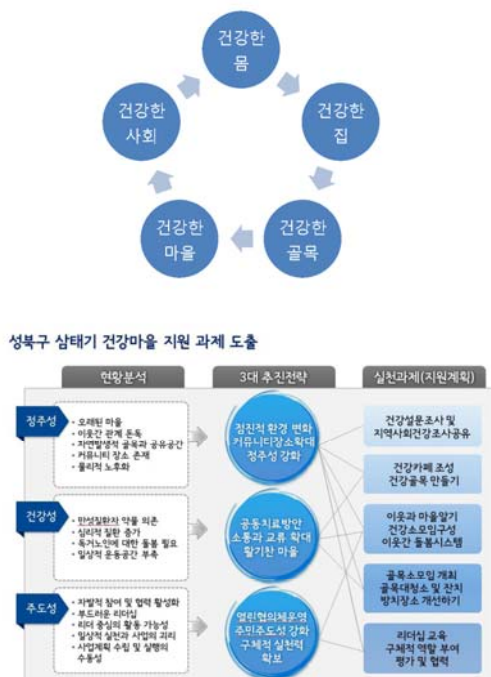 건강한
몸
건강한
집
건강한
골목
건강한
마을
건강한
사회
성북구 삼태기 건강마을 지원 과제 도출
현황분석
3대 추진전략
실천과제(지원계획)
정주성
• 오래된 마을
• 이웃간 관계 돈독
• 자연발생적 골목과 공유공간
• 커뮤니티 장소 존재
• 물리적 노후화
건강성
• 만성질환자 약물 의존
• 심리적 질환 증가
• 독거노인에 대한 돌봄 필요
• 일상적 운동공간 부족
주도성
• 자발적 참여 및 협력 활성화
• 부드러운 리더십
• 리더 중심의 활동 가능성
• 일상적 실천과 사업의 괴리
• 사업계획 수립 및 실행의
수동성
점진적 환경 변화
커뮤니티장소확대
정주성 강화
공동치료방안
소통과 교류 확대
활기찬 마을
열린협의체운영
주민주도성 강화
구체적 실천력
확보
건강설문조사 및
지역사회건강조사공유
건강카페 조성
건강골목 만들기
이웃과 마을알기
건강소모임구성
이웃간 돌봄시스템
골목소모임 개최
골목대청소 및 잔치
방치장소 개선하기
리더십 교육
구체적 역할 부여
평가 및 협력